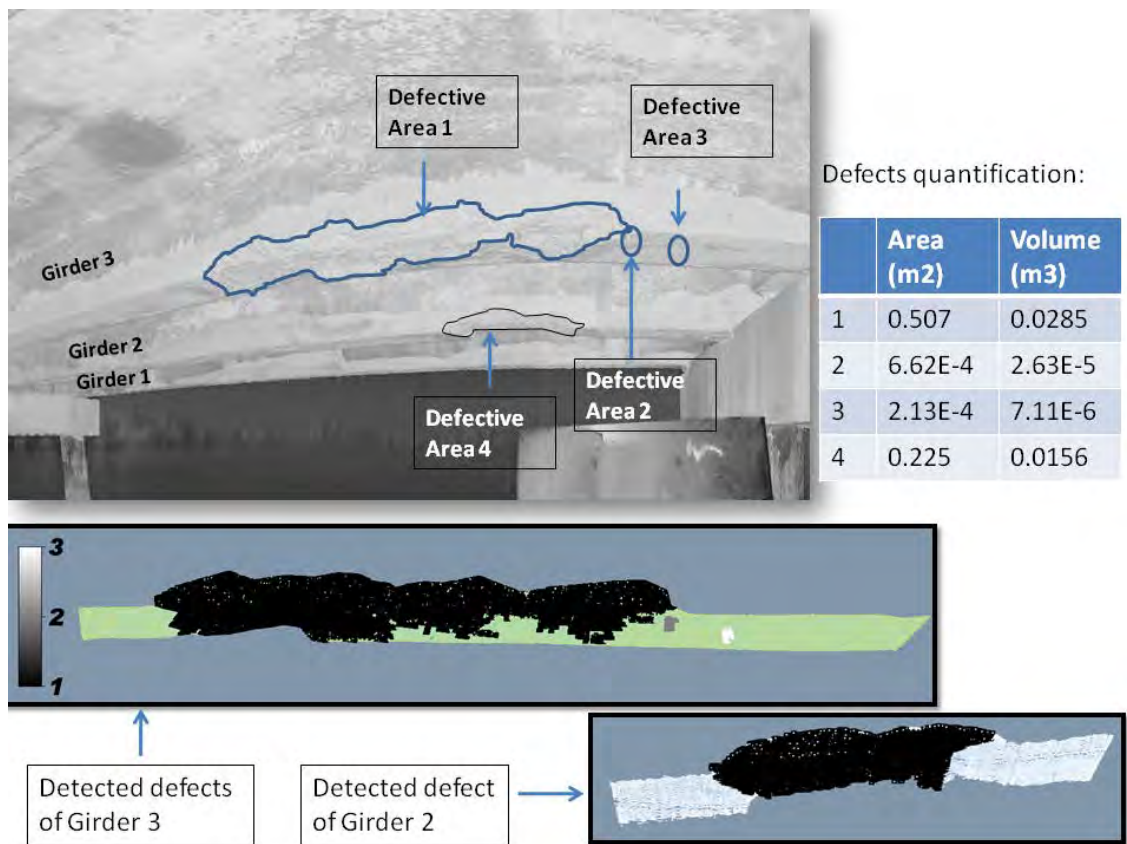 Defective
Area 1
Defective
Area 3
Girder 3
Girder 2
Girder 1
Defective
Area 2
Defective
Area 4
Defects quantification:
Area Volume
(m2) (m3)
1 0.507 0.0285
2 6.62E-4 2.63E-5
3 2.13E-4 7.11E-6
4 0.225 0.0156
3
2
1
Detected defects
of Girder 3
Detected defect
of Girder 2